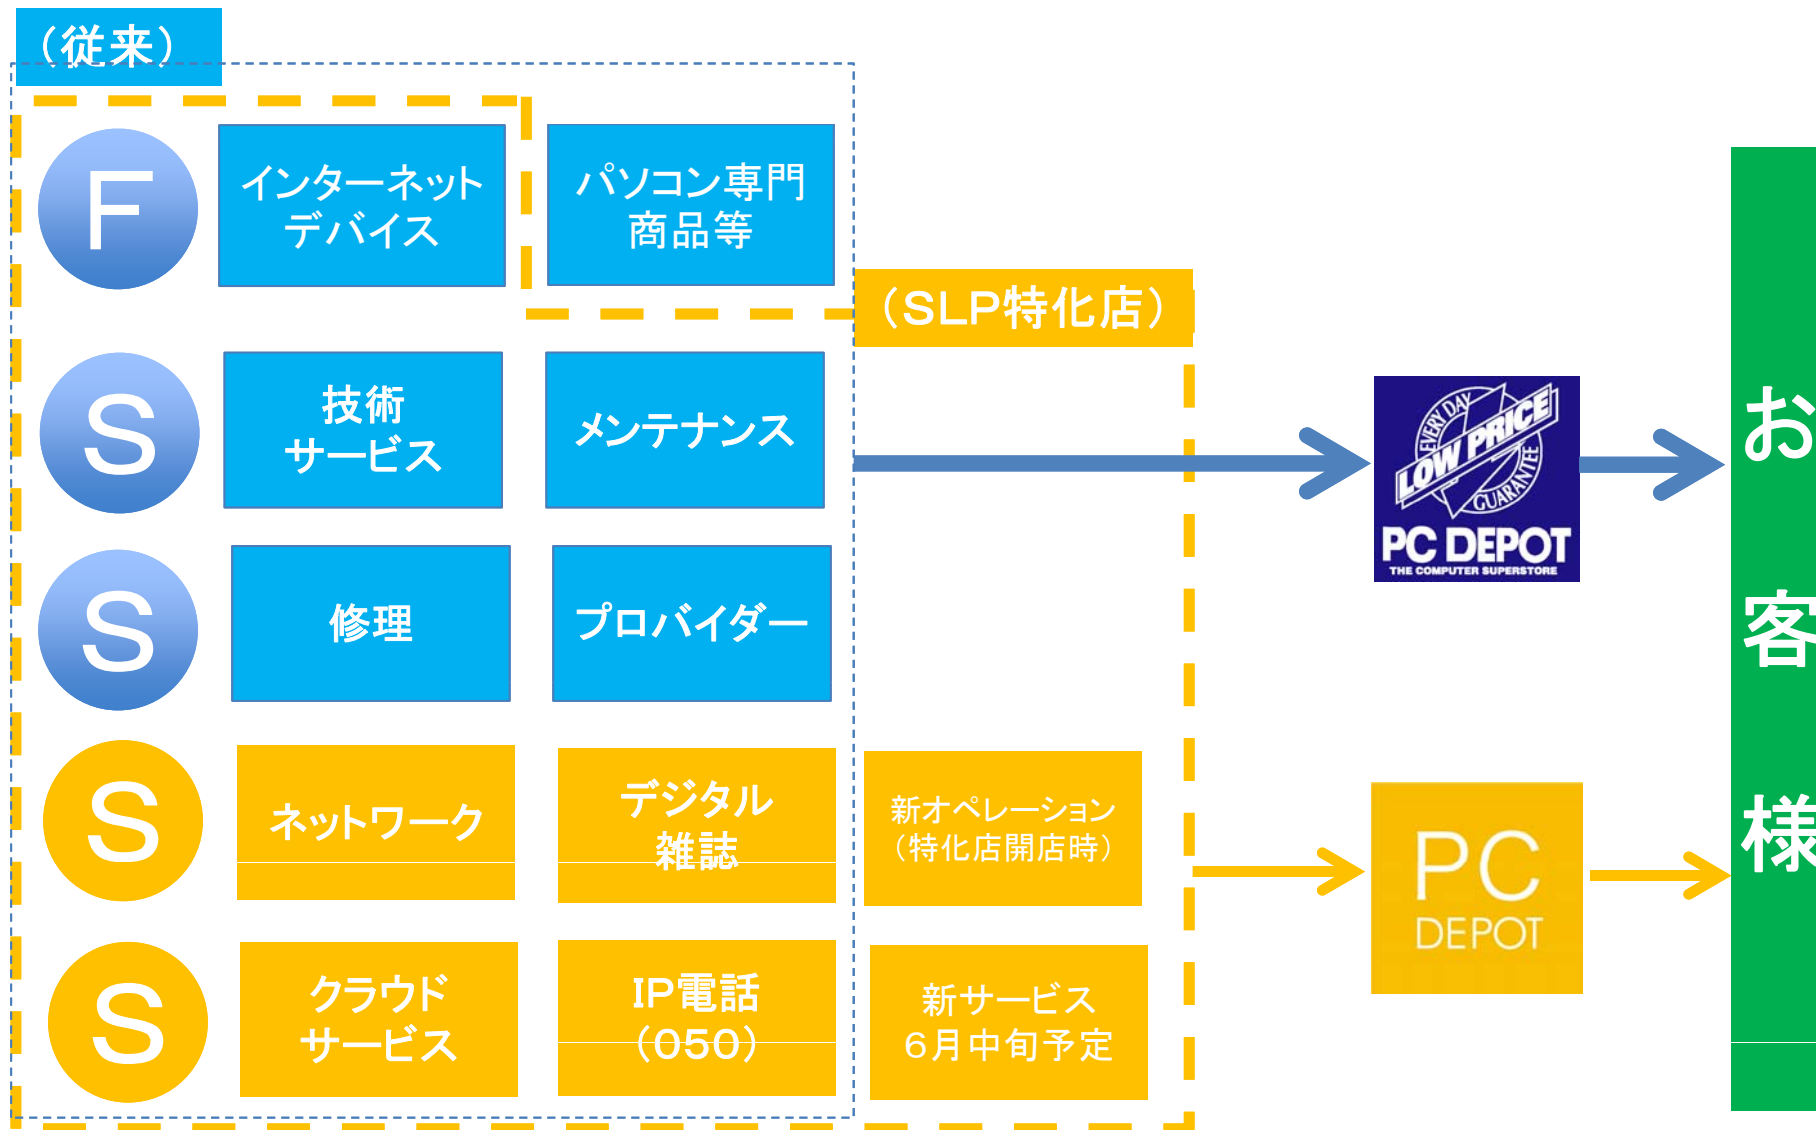 （従来）
F
インターネット
デバイス
パソコン専門
商品等
（SLP特化店）
S
技術
サービス
メンテナンス
S
修理
プロバイダー
S
ネットワーク
デジタル
雑誌
新オペレーション
（特化店開店時）
S
クラウド
サービス
IP電話
（050）
新サービス
６月中旬予定
EVERY DAY
LOW PRICE
GUARANTEE
PC DEPOT
THE COMPUTER SUPERSTORE
PC
DEPOT
お
客
様